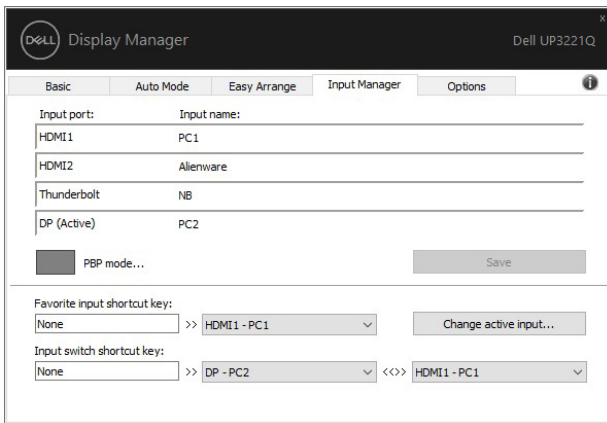 DELL Display Manager Dell UP3221Q
Basic Auto Mode Easy Arrange Input Manager Options
Input port: Input name:
HDMI1 PC1
HDMI2 Alienware
Thunderbolt NB
DP (Active) PC2
PBP mode... Save
Favorite input shortcut key:
None >> HDMI1 - PC1 Change active input...
Input switch shortcut key:
None >> DP - PC2 <<>> HDMI1 - PC1